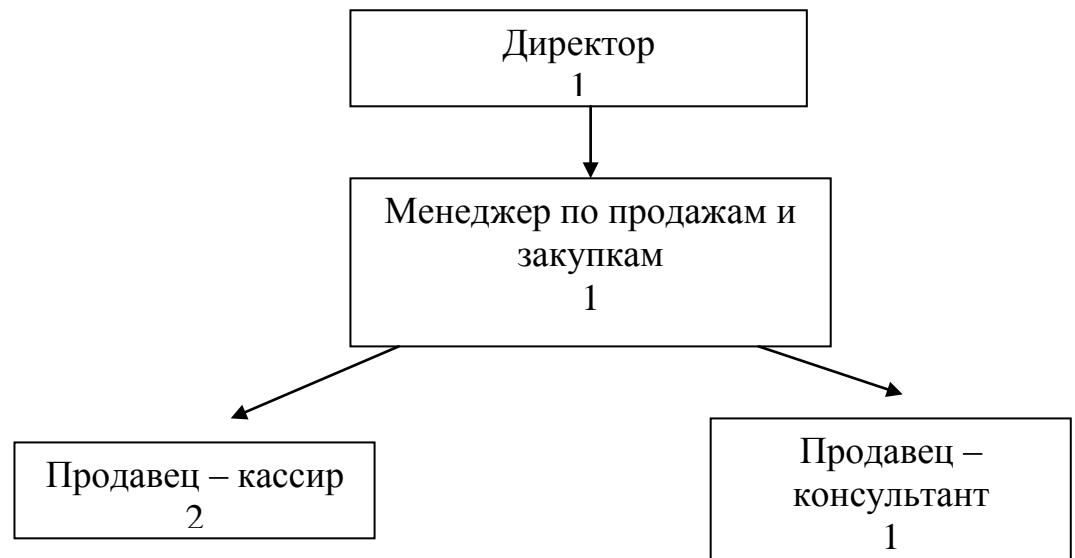 Директор
1
Менеджер по продажам и
закупкам
1
Продавец – кассир
2
Продавец –
консультант
1